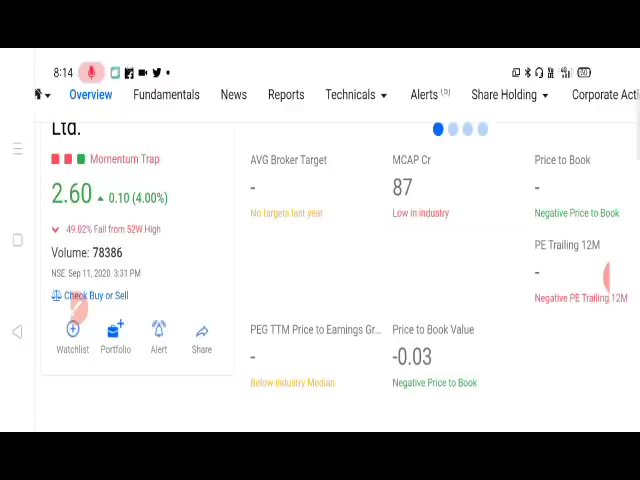 8:14
Overview Fundamentals News Reports Technicals Alerts (5) Share Holding Corporate Acti
Ltd.
Momentum Trap
2.60 0.10 (4.00%)
49.02% Fall from 52W High
Volume: 78386
NSE Sep 11, 2020 3:31 PM
Check Buy or Sell
Watchlist Portfolio Alert Share
AVG Broker Target
-
No targets last year
MCAP Cr
87
Low in industry
Price to Book
-
Negative Price to Book
PE Trailing 12M
-
Negative PE Trailing 12M
PEG TTM Price to Earnings Gr...
-
Below industry Median
Price to Book Value
-0.03
Negative Price to Book